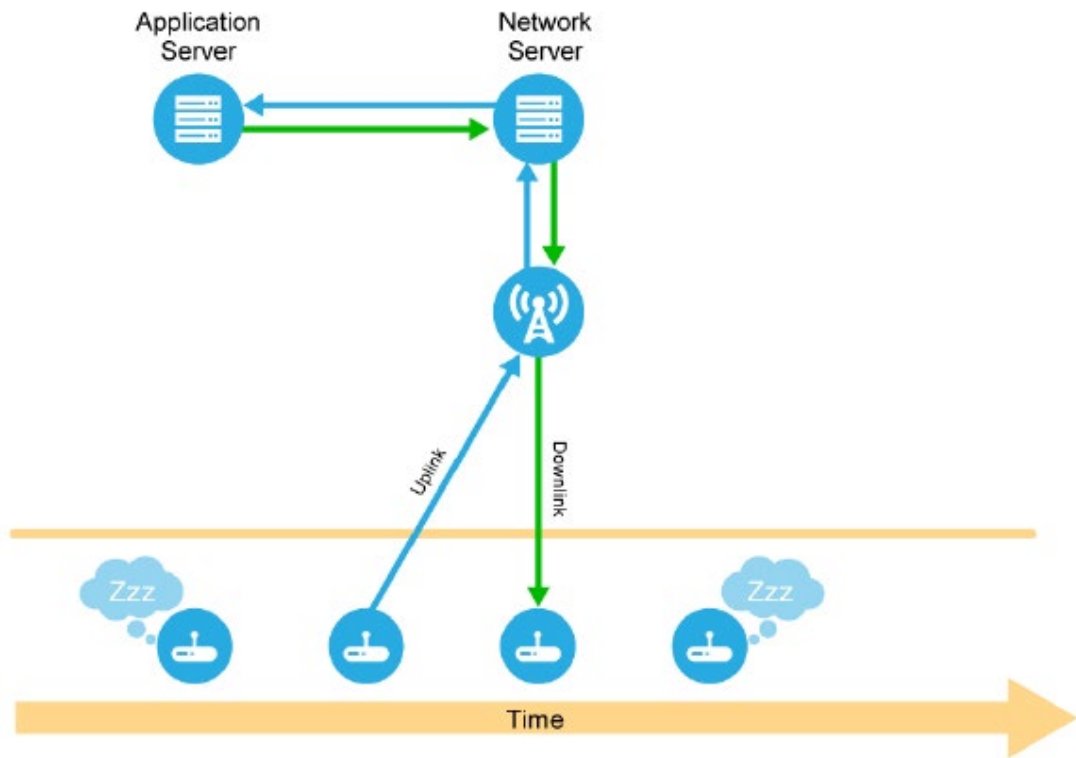 Application
Server
Network
Server
Uplink
Downlink
Zzz
Zzz
Time